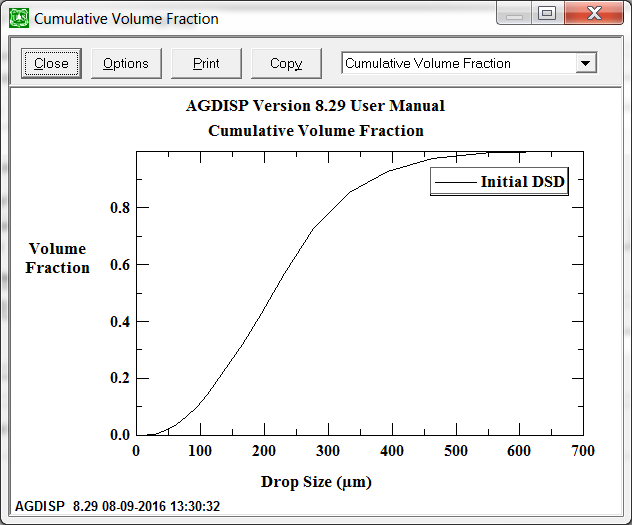 Cumulative Volume Fraction
Close Options Print Copy Cumulative Volume Fraction
AGDISP Version 8.29 User Manual
Cumulative Volume Fraction
Initial DSD
0.8
Volume
Fraction
0.6
0.4
0.2
0.0
0 100 200 300 400 500 600 700
Drop Size (µm)
AGDISP 8.29 08-09-2016 13:30:32